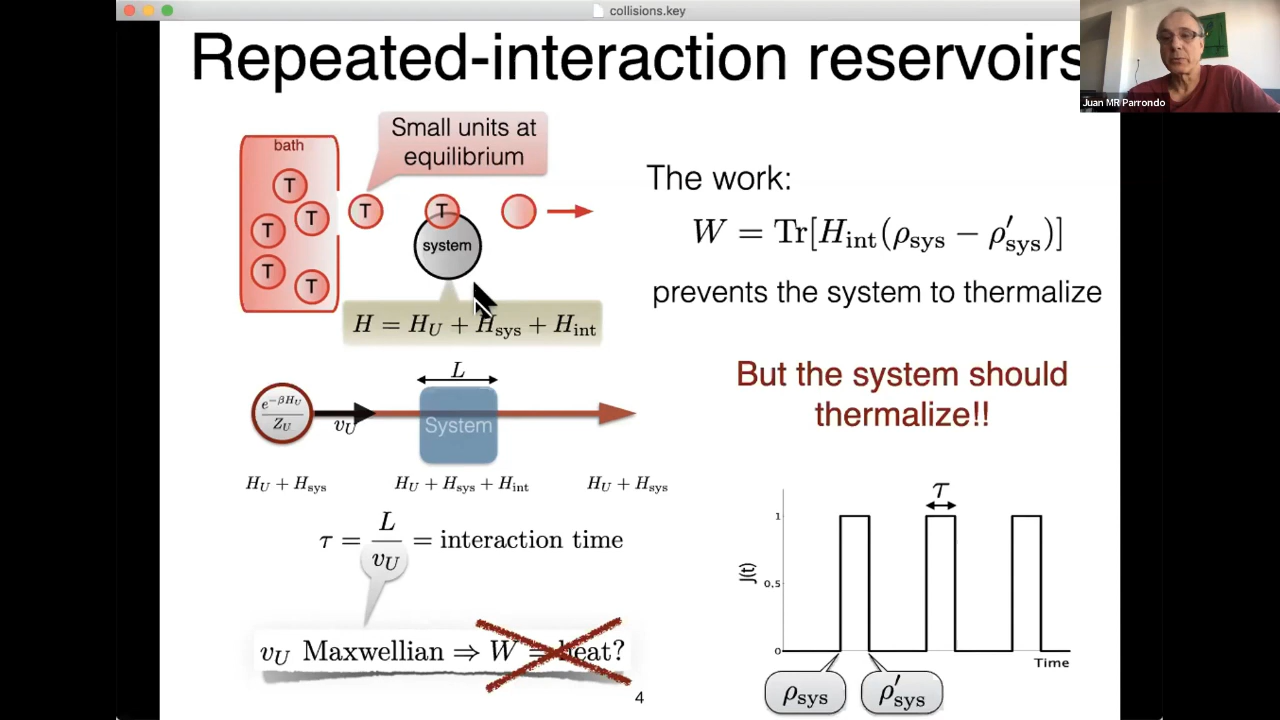 collisions.key
Repeated-interaction reservoirs
Juan MR Parrondo
bath
T
T
T
T
T
T
T
Small units at
equilibrium
system
H = H_U + H_sys + H_int
The work:
W = Tr[H_int(ρ_sys − ρ′_sys)]
prevents the system to thermalize
But the system should
thermalize!!
e^{−βH_U} / Z_U
v_U
L
System
H_U + H_sys
H_U + H_sys + H_int
H_U + H_sys
τ = L / v_U = interaction time
v_U Maxwellian ⇒ W = heat?
4
τ
J(t)
1
0,5
0
Time
ρ_sys
ρ′_sys